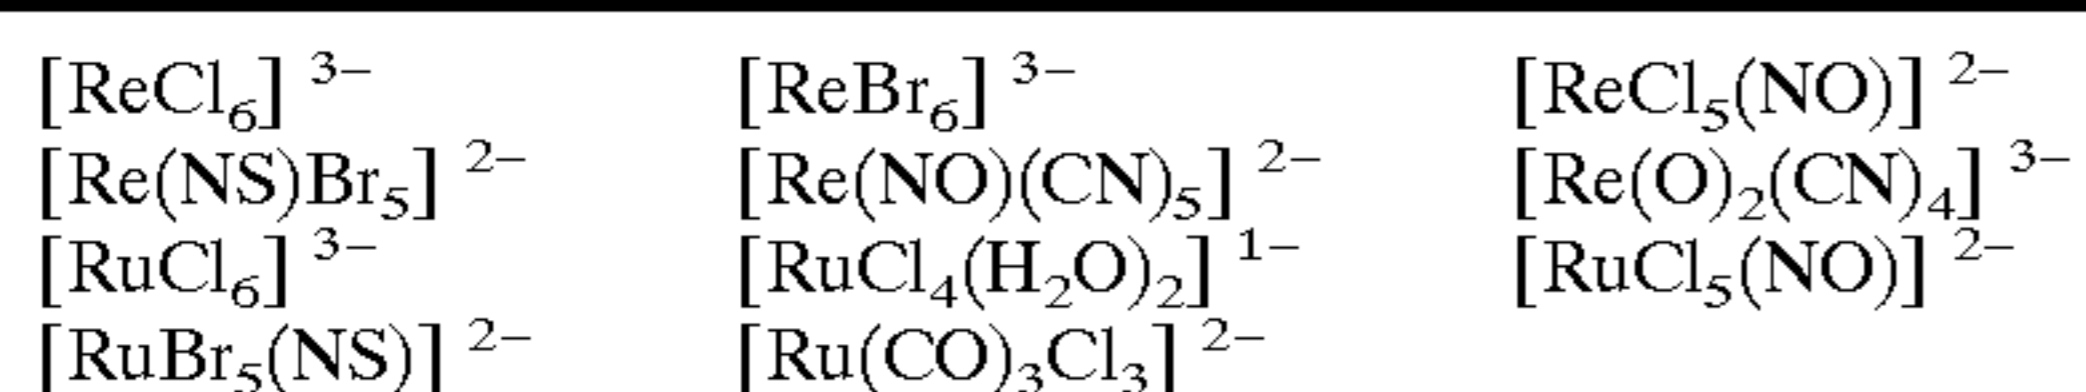 [ReCl₆] ³⁻ [ReBr₆] ³⁻ [ReCl₅(NO)] ²⁻
[Re(NS)Br₅] ²⁻ [Re(NO)(CN)₅] ²⁻ [Re(O)₂(CN)₄] ³⁻
[RuCl₆] ³⁻ [RuCl₄(H₂O)₂] ¹⁻ [RuCl₅(NO)] ²⁻
[RuBr₅(NS)] ²⁻ [Ru(CO)₃Cl₃] ²⁻